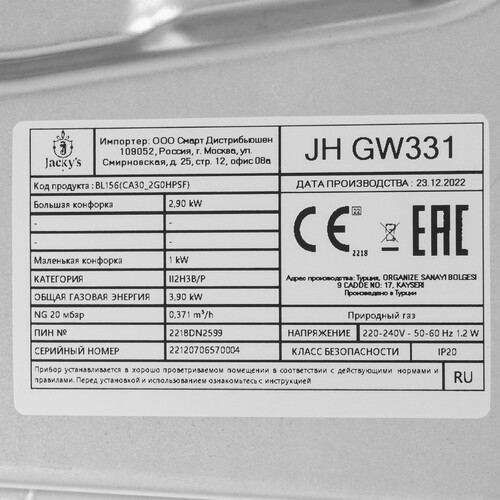 Jacky's
Импортер: ООО Смарт Дистрибьюшен
109052, Россия, г. Москва, ул.
Смирновская, д. 25, стр. 12, офис 08а
JH GW331
Код продукта : BL156(CA30_2G0HPSF)
ДАТА ПРОИЗВОДСТВА : 23.12.2022
Большая конфорка 2,90 kW
- -
- -
Маленькая конфорка 1 kW
КАТЕГОРИЯ II2H3B/P
ОБЩАЯ ГАЗОВАЯ ЭНЕРГИЯ 3,90 kW
NG 20 мбар 0,371 m³/h
ПИН № 2218DN2599
СЕРИЙНЫЙ НОМЕР 22120706570004
CE
22
2218
EAC
Адрес производства: Турция, ORGANIZE SANAYI BOLGESI
9 CADDE NO: 17, KAYSERI
Произведено в Турции
Природный газ
НАПРЯЖЕНИЕ 220-240V - 50-60 Hz 1.2 W
КЛАСС БЕЗОПАСНОСТИ IP20
Прибор устанавливается в хорошо проветриваемом помещении в соответствии с действующими нормами и
правилами. Перед установкой и использованием ознакомьтесь с инструкцией
RU